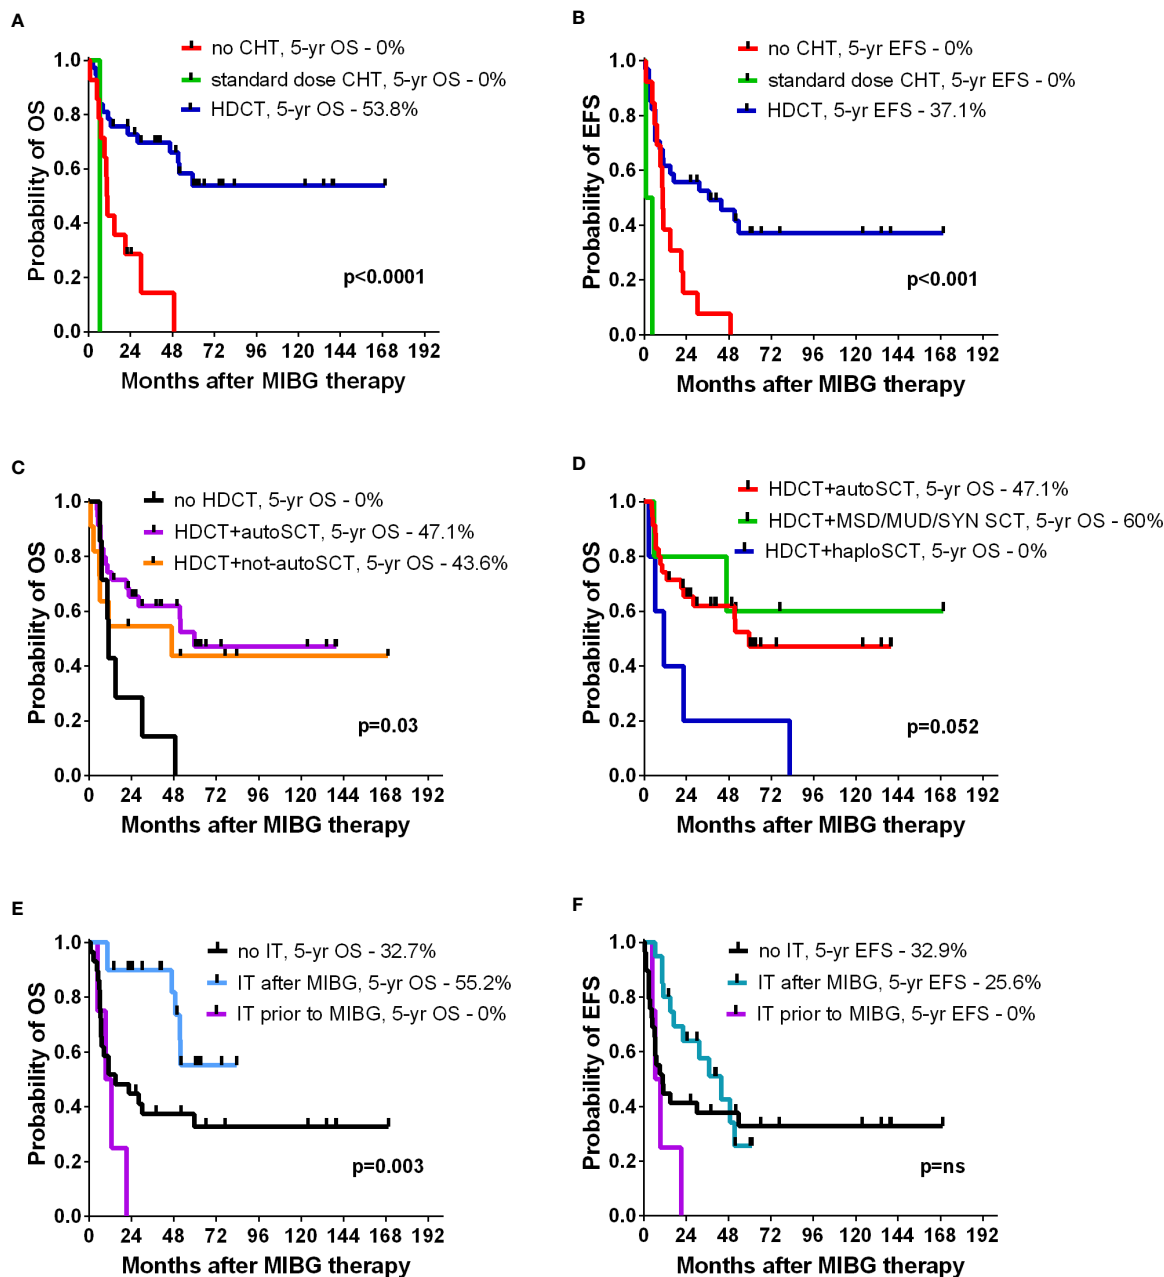 A
no CHT, 5-yr OS - 0%
standard dose CHT, 5-yr OS - 0%
HDCT, 5-yr OS - 53.8%
1.0
0.8
0.6
0.4
0.2
0.0
Probability of OS
p<0.0001
0 24 48 72 96 120 144 168 192
Months after MIBG therapy
B
no CHT, 5-yr EFS - 0%
standard dose CHT, 5-yr EFS - 0%
HDCT, 5-yr EFS - 37.1%
1.0
0.8
0.6
0.4
0.2
0.0
Probability of EFS
p<0.001
0 24 48 72 96 120 144 168 192
Months after MIBG therapy
C
no HDCT, 5-yr OS - 0%
HDCT+autoSCT, 5-yr OS - 47.1%
HDCT+not-autoSCT, 5-yr OS - 43.6%
1.0
0.8
0.6
0.4
0.2
0.0
Probability of OS
p=0.03
0 24 48 72 96 120 144 168 192
Months after MIBG therapy
D
HDCT+autoSCT, 5-yr OS - 47.1%
HDCT+MSD/MUD/SYN SCT, 5-yr OS - 60%
HDCT+haploSCT, 5-yr OS - 0%
1.0
0.8
0.6
0.4
0.2
0.0
Probability of OS
p=0.052
0 24 48 72 96 120 144 168 192
Months after MIBG therapy
E
no IT, 5-yr OS - 32.7%
IT after MIBG, 5-yr OS - 55.2%
IT prior to MIBG, 5-yr OS - 0%
1.0
0.8
0.6
0.4
0.2
0.0
Probability of OS
p=0.003
0 24 48 72 96 120 144 168 192
Months after MIBG therapy
F
no IT, 5-yr EFS - 32.9%
IT after MIBG, 5-yr EFS - 25.6%
IT prior to MIBG, 5-yr EFS - 0%
1.0
0.8
0.6
0.4
0.2
0.0
Probability of EFS
p=ns
0 24 48 72 96 120 144 168 192
Months after MIBG therapy